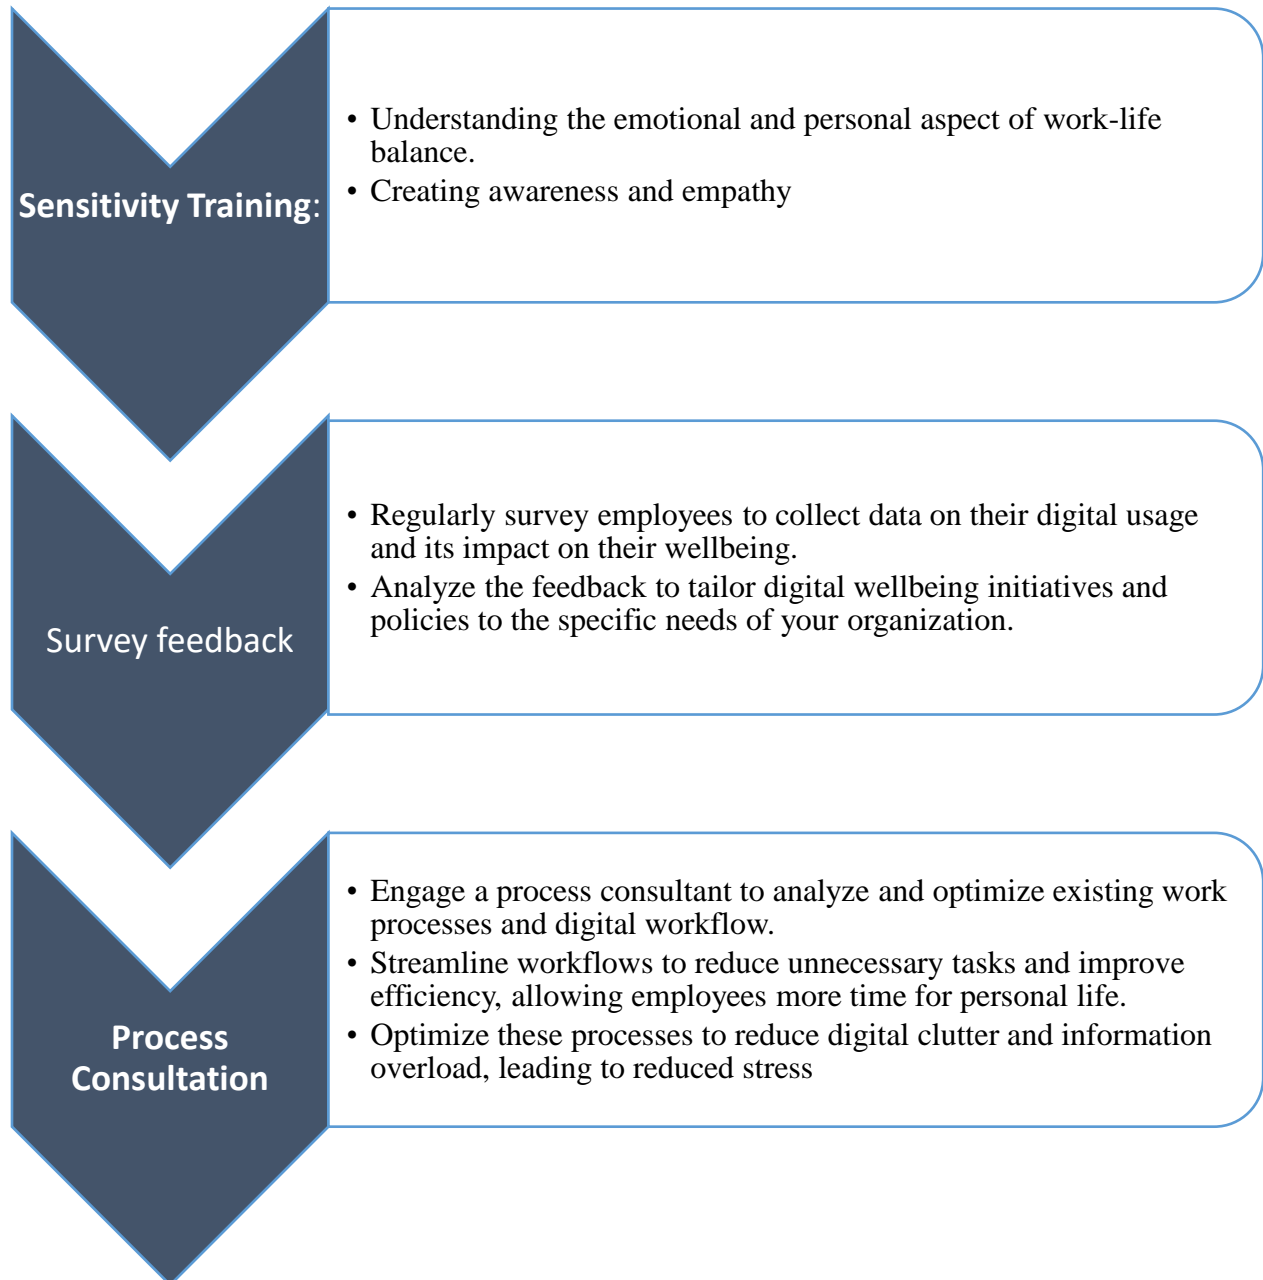 Sensitivity Training:
• Understanding the emotional and personal aspect of work-life
balance.
• Creating awareness and empathy
Survey feedback
• Regularly survey employees to collect data on their digital usage
and its impact on their wellbeing.
• Analyze the feedback to tailor digital wellbeing initiatives and
policies to the specific needs of your organization.
Process
Consultation
• Engage a process consultant to analyze and optimize existing work
processes and digital workflow.
• Streamline workflows to reduce unnecessary tasks and improve
efficiency, allowing employees more time for personal life.
• Optimize these processes to reduce digital clutter and information
overload, leading to reduced stress